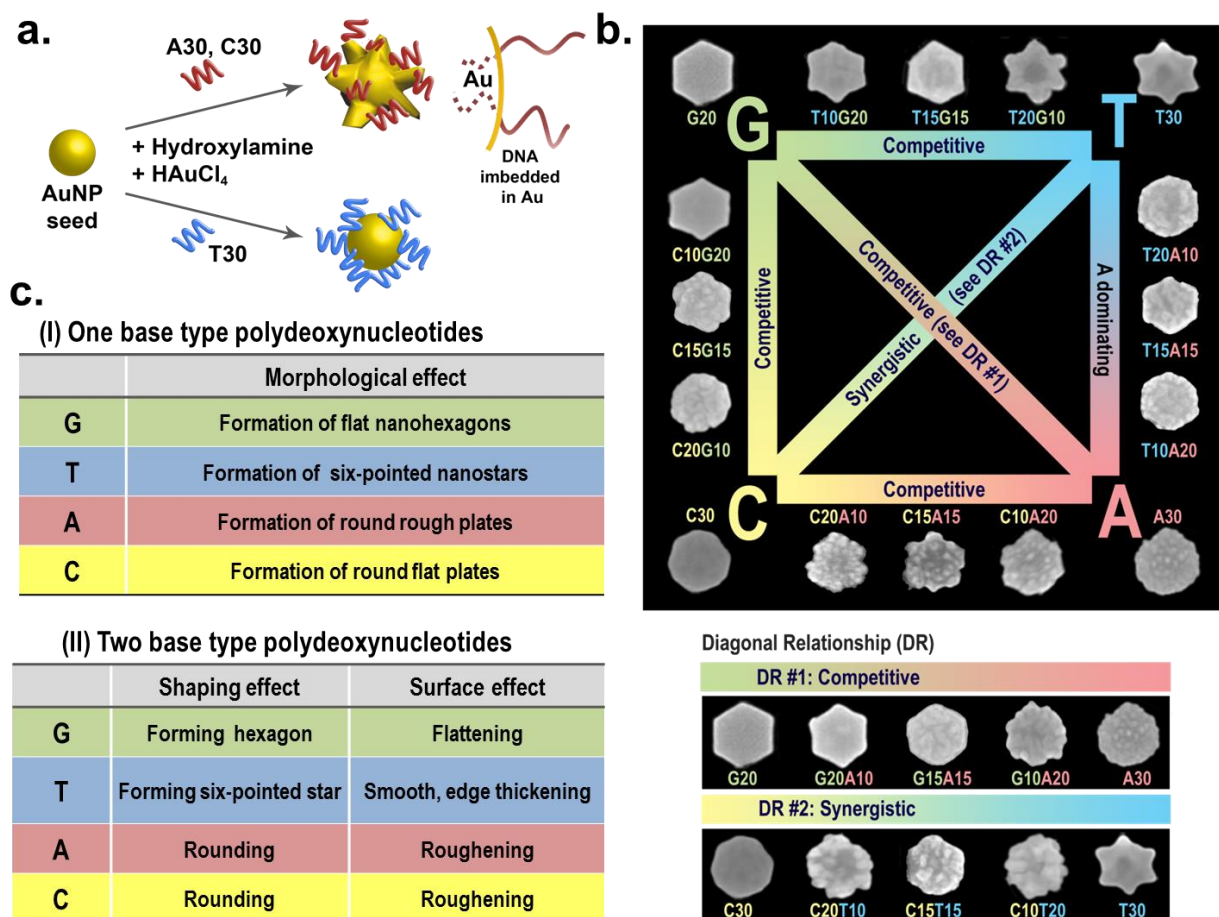 a.
A30, C30
AuNP
seed
+ Hydroxylamine
+ HAuCl₄
T30
Au
DNA
imbedded
in Au
b.
G20
T10G20
T15G15
T20G10
T30
G
T
Competitive
C10G20
C15G15
C20G10
Competitive
Competitive (see DR #1)
Synergistic (see DR #2)
A dominating
T20A10
T15A15
T10A20
C
A
Competitive
C30
C20A10
C15A15
C10A20
A30
c.
(I) One base type polydeoxynucleotides
Morphological effect
G Formation of flat nanohexagons
T Formation of six-pointed nanostars
A Formation of round rough plates
C Formation of round flat plates
(II) Two base type polydeoxynucleotides
Shaping effect Surface effect
G Forming hexagon Flattening
T Forming six-pointed star Smooth, edge thickening
A Rounding Roughening
C Rounding Roughening
Diagonal Relationship (DR)
DR #1: Competitive
G20 G20A10 G15A15 G10A20 A30
DR #2: Synergistic
C30 C20T10 C15T15 C10T20 T30